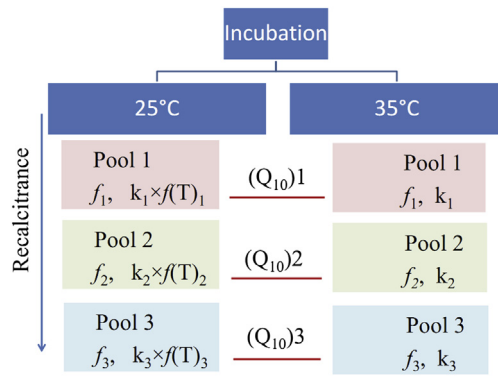 Incubation
25°C
35°C
Recalcitrance
Pool 1
f₁, k₁×f(T)₁
(Q₁₀)1
Pool 1
f₁, k₁
Pool 2
f₂, k₂×f(T)₂
(Q₁₀)2
Pool 2
f₂, k₂
Pool 3
f₃, k₃×f(T)₃
(Q₁₀)3
Pool 3
f₃, k₃